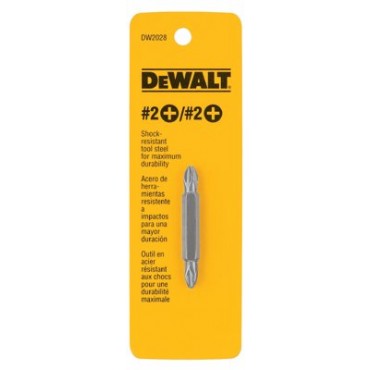 DW2028
DEWALT
#2 /#2
Shock-
resistant
tool steel
for maximum
durability
Acero de
herra-
mientas
resistente
a
impactos
para una
mayor
duración
Outil en
acier
résistant
aux chocs
pour une
durabilité
maximale